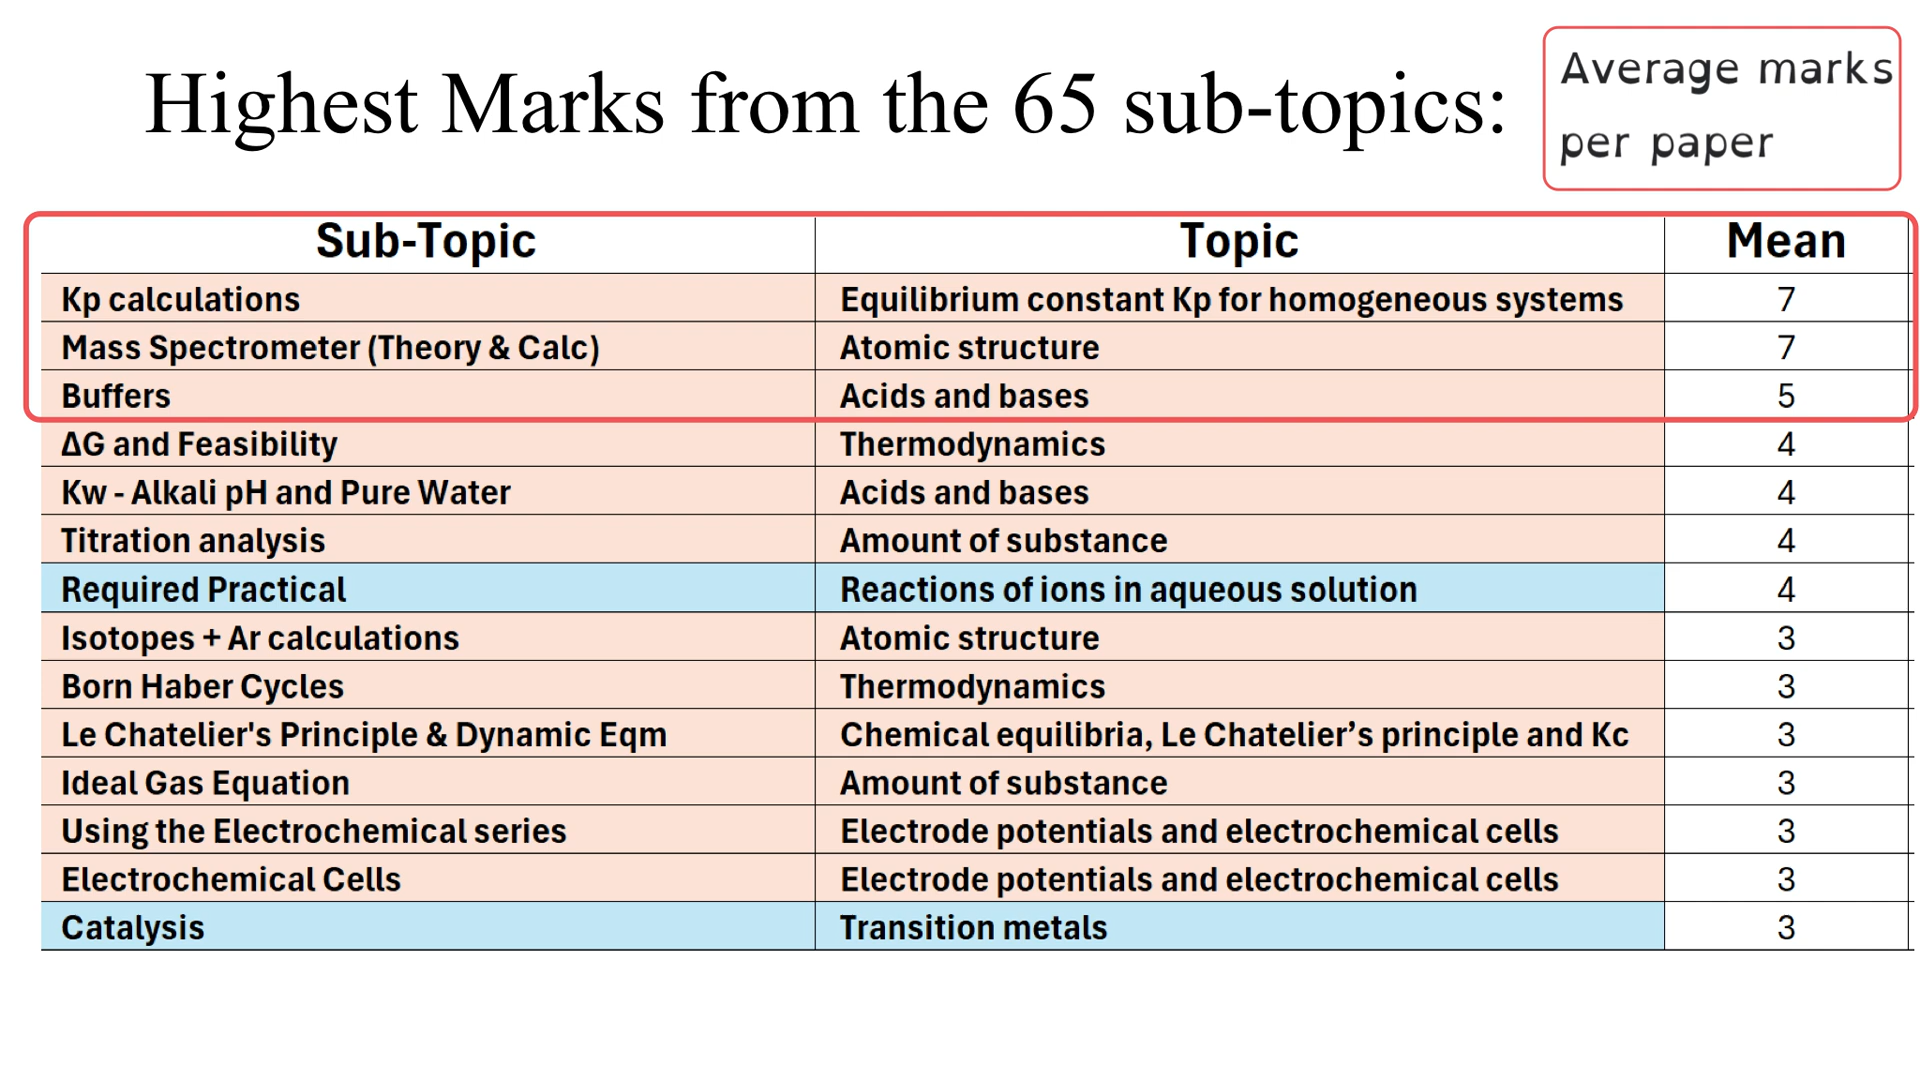 Highest Marks from the 65 sub-topics:
Average marks
per paper
Sub-Topic Topic Mean
Kp calculations Equilibrium constant Kp for homogeneous systems 7
Mass Spectrometer (Theory & Calc) Atomic structure 7
Buffers Acids and bases 5
ΔG and Feasibility Thermodynamics 4
Kw - Alkali pH and Pure Water Acids and bases 4
Titration analysis Amount of substance 4
Required Practical Reactions of ions in aqueous solution 4
Isotopes + Ar calculations Atomic structure 3
Born Haber Cycles Thermodynamics 3
Le Chatelier's Principle & Dynamic Eqm Chemical equilibria, Le Chatelier’s principle and Kc 3
Ideal Gas Equation Amount of substance 3
Using the Electrochemical series Electrode potentials and electrochemical cells 3
Electrochemical Cells Electrode potentials and electrochemical cells 3
Catalysis Transition metals 3